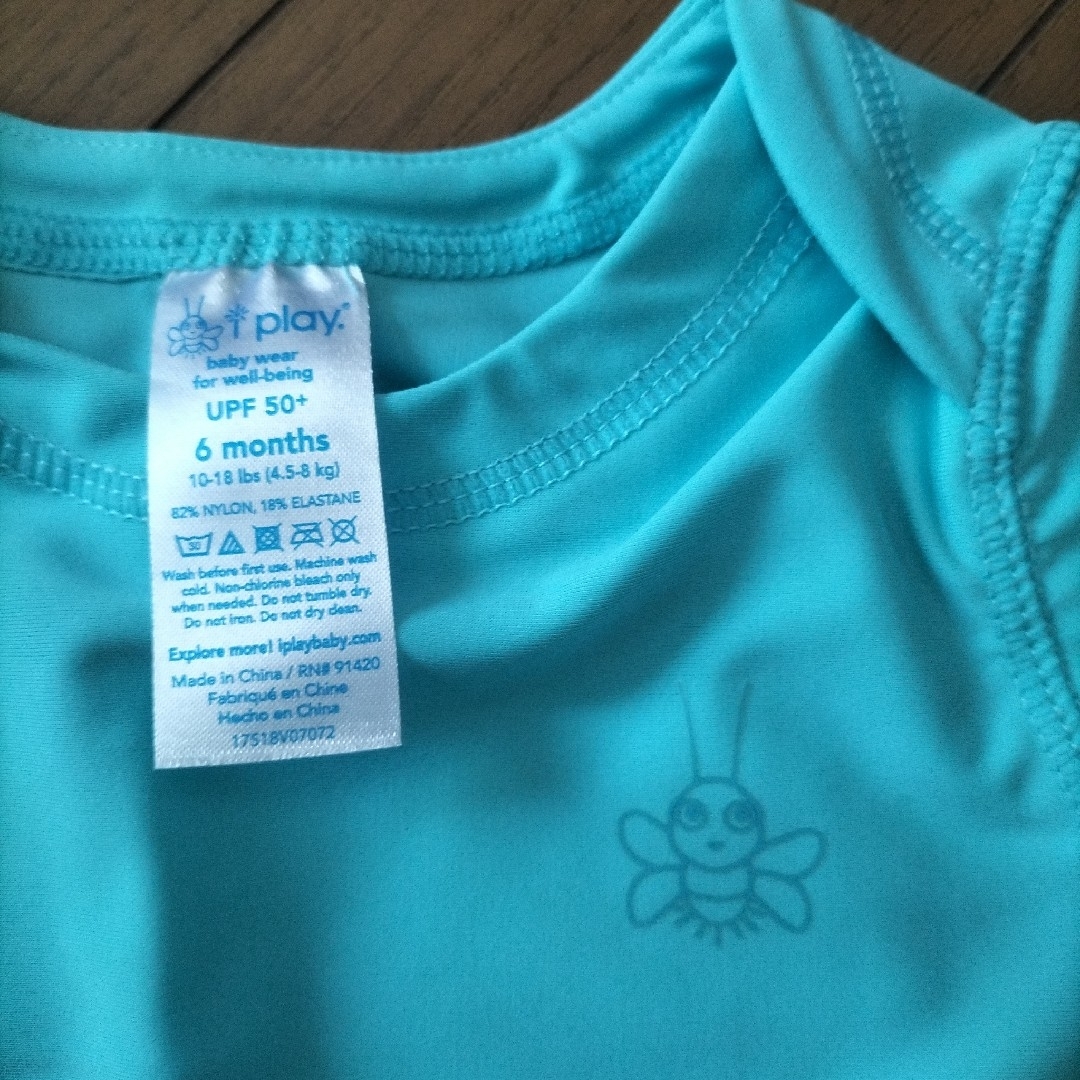 i play.™
baby wear
for well-being
UPF 50+
6 months
10-18 lbs (4.5-8 kg)
82% NYLON, 18% ELASTANE
30
Wash before first use. Machine wash
cold. Non-chlorine bleach only
when needed. Do not tumble dry.
Do not iron. Do not dry clean.
Explore more! iplaybaby.com
Made in China / RN# 91420
Fabriqué en Chine
Hecho en China
17518V07072